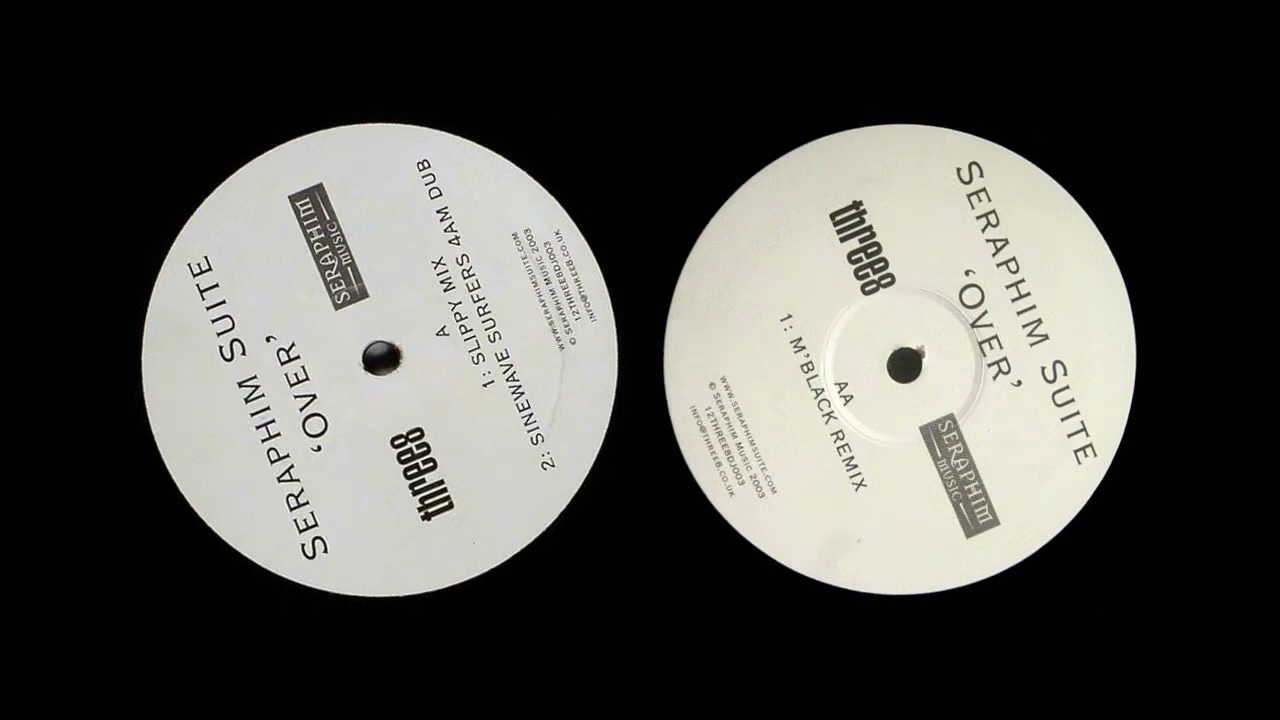 SERAPHIM SUITE
'OVER'
SERAPHIM
MUSIC
three8
A
1: SLIPPY MIX
2: SINEWAVE SURFERS 4AM DUB
WWW.SERAPHIMSUITE.COM
© SERAPHIM MUSIC 2003
12THREE8DJ003
INFO@THREE8.CO.UK
SERAPHIM SUITE
'OVER'
threee8
SERAPHIM
MUSIC
AA
1: M'BLACK REMIX
WWW.SERAPHIMSUITE.COM
© SERAPHIM MUSIC 2003
12THREE8DJ003
INFO@THREE8.CO.UK